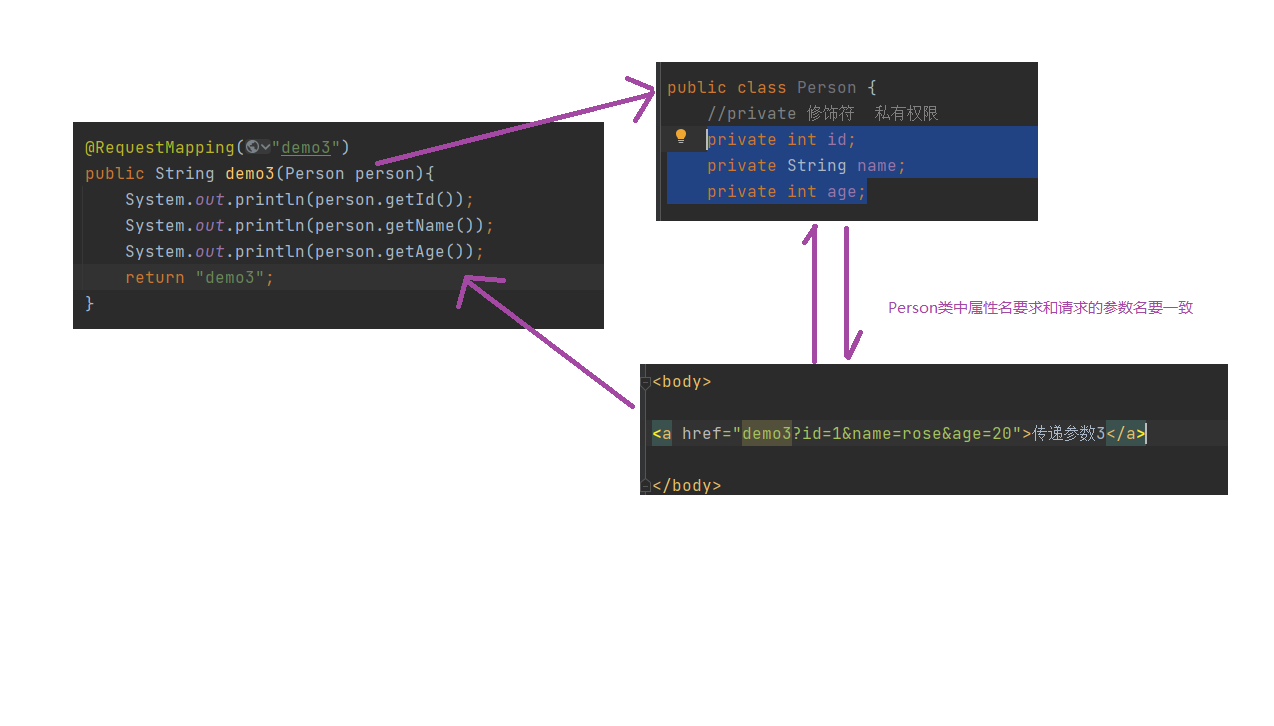 @RequestMapping("demo3")
public String demo3(Person person){
System.out.println(person.getId());
System.out.println(person.getName());
System.out.println(person.getAge());
return "demo3";
}
public class Person {
//private 修饰符 私有权限
private int id;
private String name;
private int age;
Person类中属性名要求和请求的参数名要一致
<body>
<a href="demo3?id=1&name=rose&age=20">传递参数3</a>
</body>